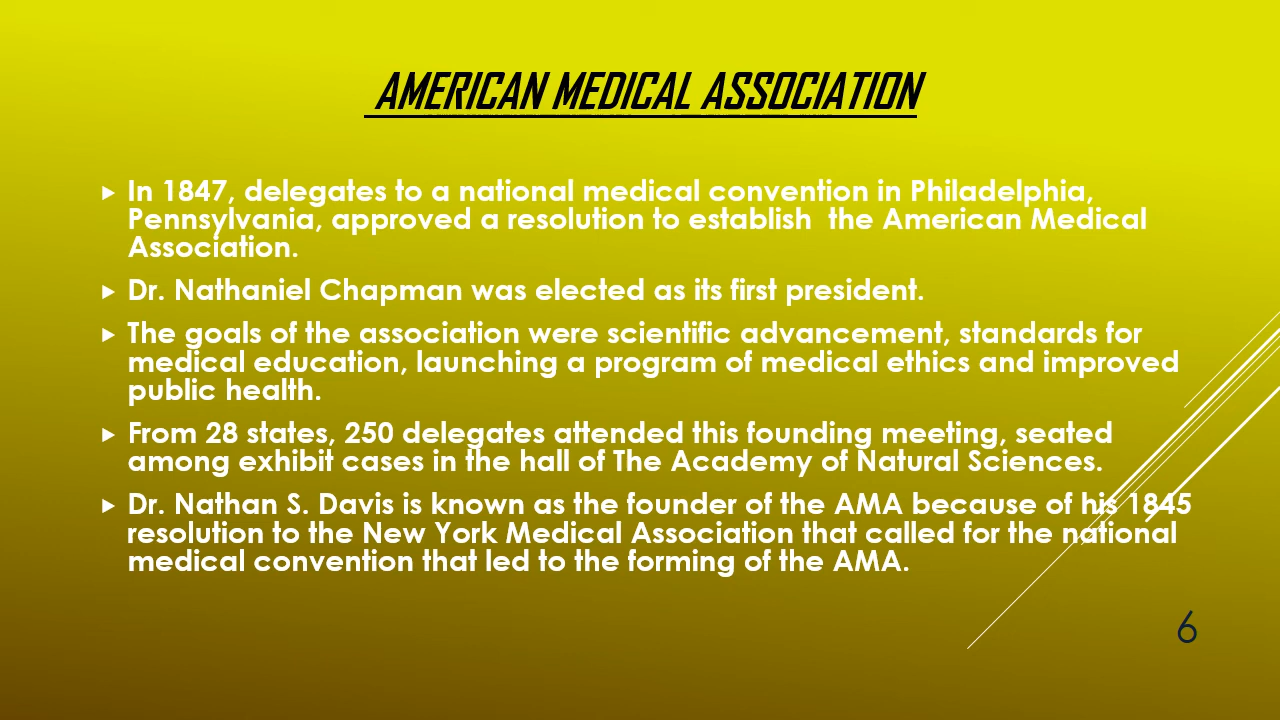 AMERICAN MEDICAL ASSOCIATION
In 1847, delegates to a national medical convention in Philadelphia,
Pennsylvania, approved a resolution to establish  the American Medical
Association.
Dr. Nathaniel Chapman was elected as its first president.
The goals of the association were scientific advancement, standards for
medical education, launching a program of medical ethics and improved
public health.
From 28 states, 250 delegates attended this founding meeting, seated
among exhibit cases in the hall of The Academy of Natural Sciences.
Dr. Nathan S. Davis is known as the founder of the AMA because of his 1845
resolution to the New York Medical Association that called for the national
medical convention that led to the forming of the AMA.
6